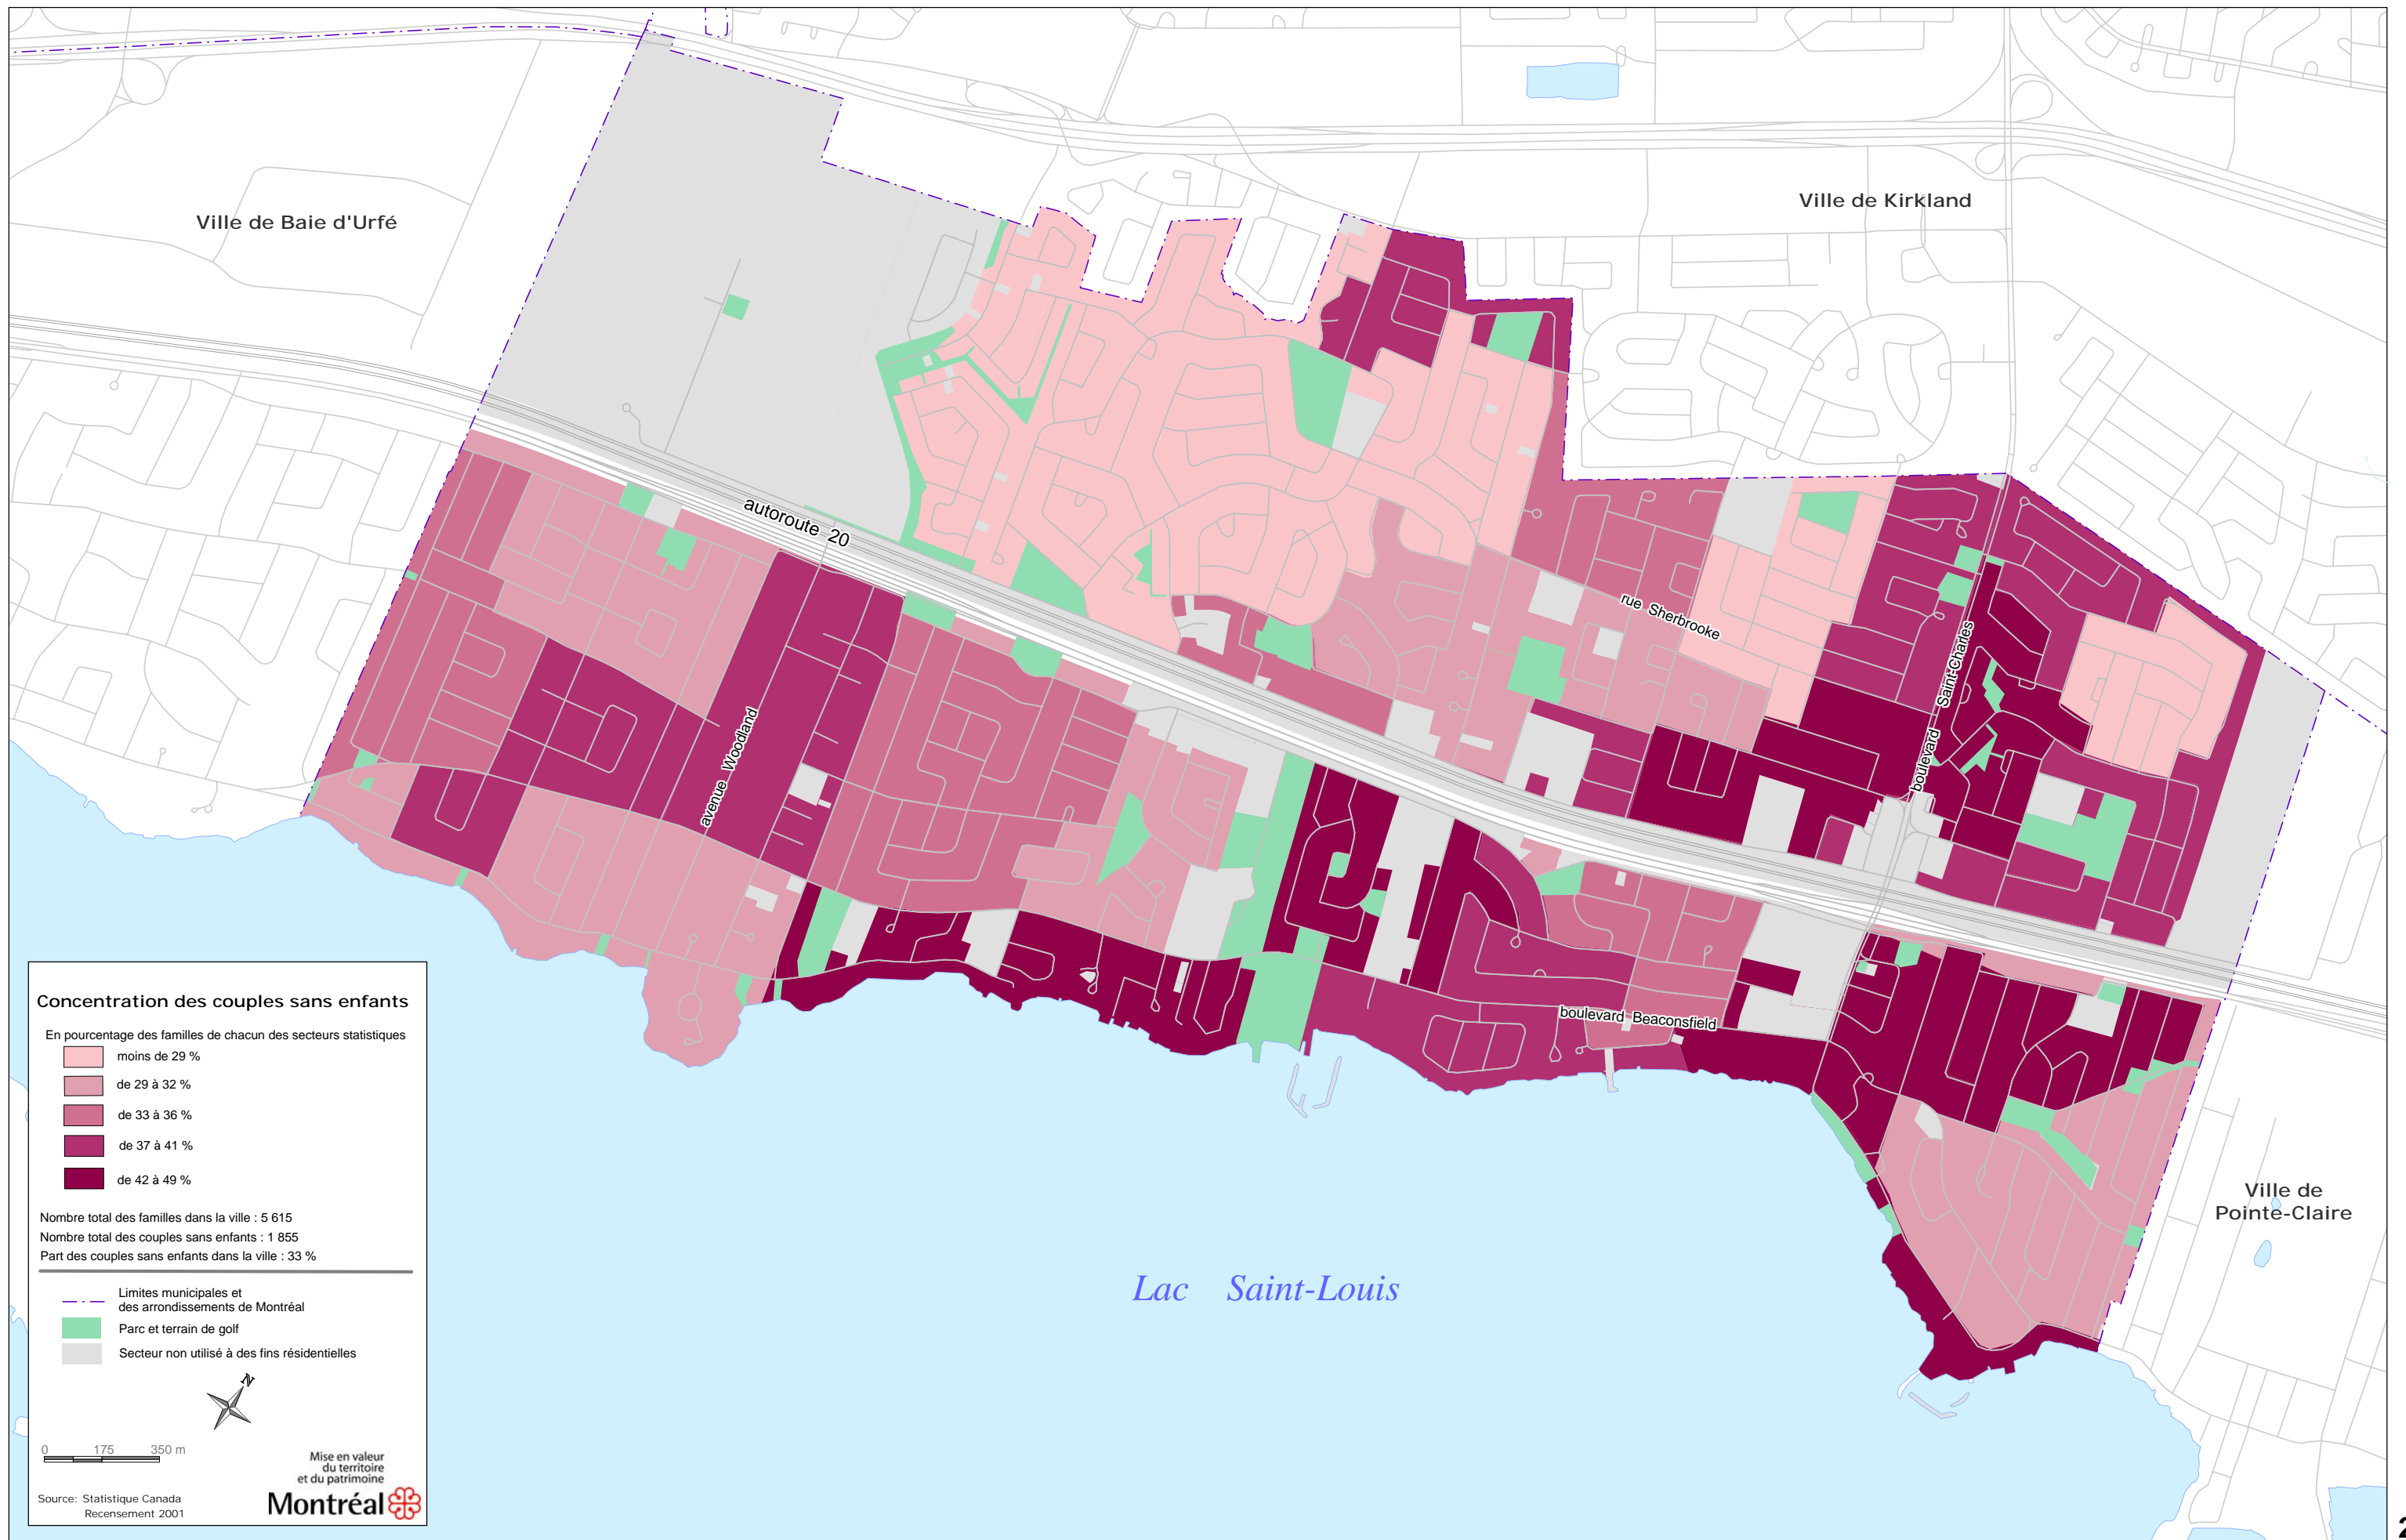 Ville de Baie d'Urfé
Ville de Kirkland
autoroute 20
rue Sherbrooke
boulevard Saint-Charles
avenue Woodland
boulevard Beaconsfield
Ville de
Pointe-Claire
Lac Saint-Louis
Concentration des couples sans enfants
En pourcentage des familles de chacun des secteurs statistiques
moins de 29 %
de 29 à 32 %
de 33 à 36 %
de 37 à 41 %
de 42 à 49 %
Nombre total des familles dans la ville : 5 615
Nombre total des couples sans enfants : 1 855
Part des couples sans enfants dans la ville : 33 %
Limites municipales et
des arrondissements de Montréal
Parc et terrain de golf
Secteur non utilisé à des fins résidentielles
N
0 175 350 m
Mise en valeur
du territoire
et du patrimoine
Montréal
Source: Statistique Canada
Recensement 2001